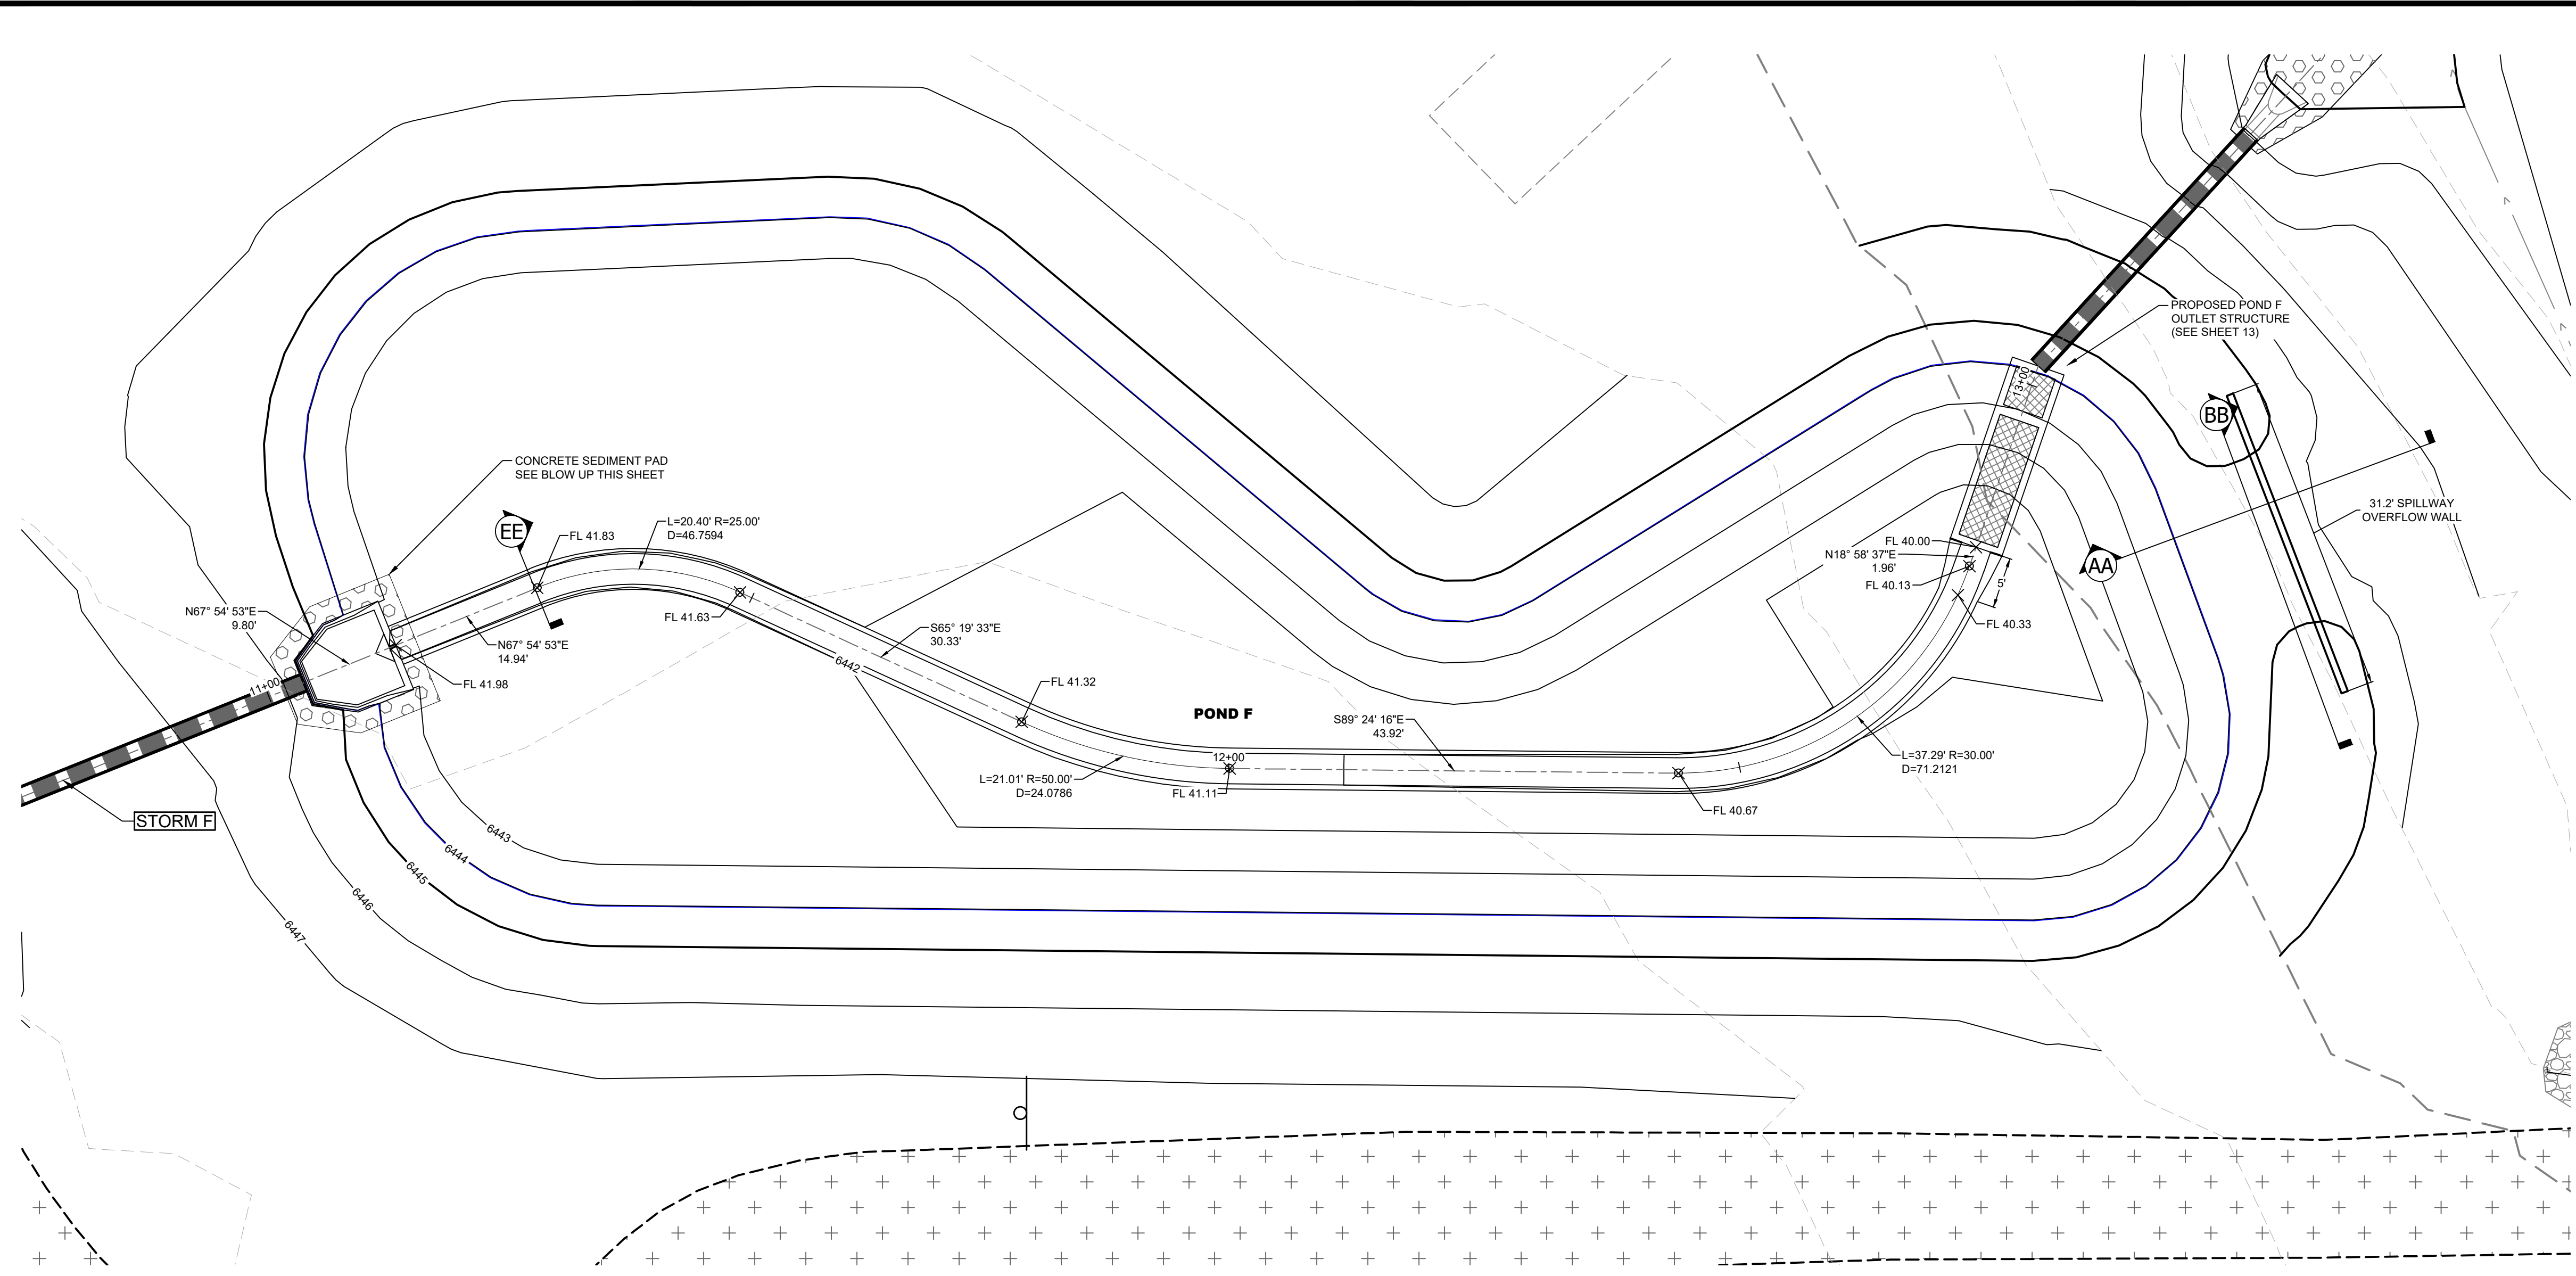 PROPOSED POND F
OUTLET STRUCTURE
(SEE SHEET 13)
13+00
BB
CONCRETE SEDIMENT PAD
SEE BLOW UP THIS SHEET
31.2' SPILLWAY
OVERFLOW WALL
EE
FL 41.83
L=20.40' R=25.00'
D=46.7594
FL 40.00
N18° 58' 37"E
1.96'
FL 40.13
AA
5'
N67° 54' 53"E
9.80'
FL 41.63
FL 40.33
S65° 19' 33"E
30.33'
N67° 54' 53"E
14.94'
6442
11+00
FL 41.98
FL 41.32
POND F
S89° 24' 16"E
43.92'
12+00
L=21.01' R=50.00'
D=24.0786
FL 41.11
L=37.29' R=30.00'
D=71.2121
FL 40.67
STORM F
6443
6444
6445
6446
6447